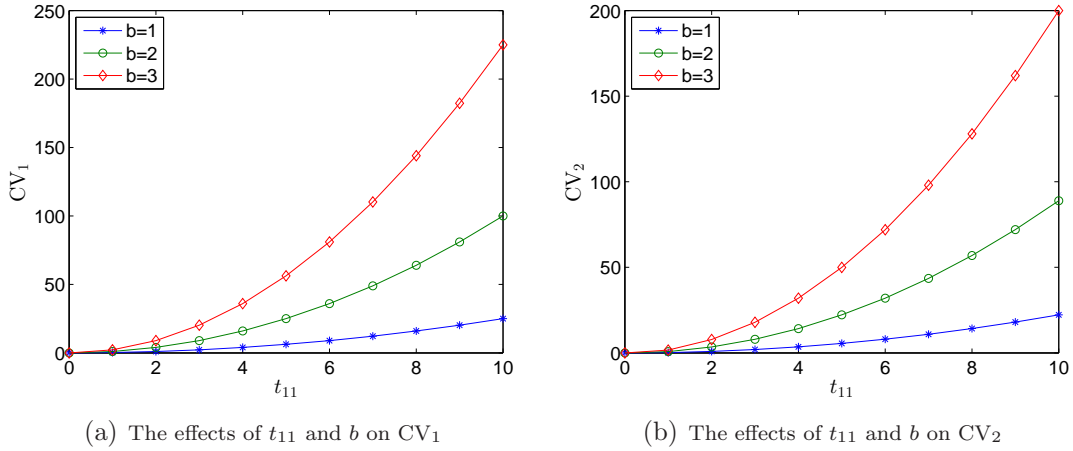 250
200
150
100
50
0
CV₁
b=1
b=2
b=3
0 2 4 6 8 10
t₁₁
(a) The effects of t₁₁ and b on CV₁
200
150
100
50
0
CV₂
b=1
b=2
b=3
0 2 4 6 8 10
t₁₁
(b) The effects of t₁₁ and b on CV₂